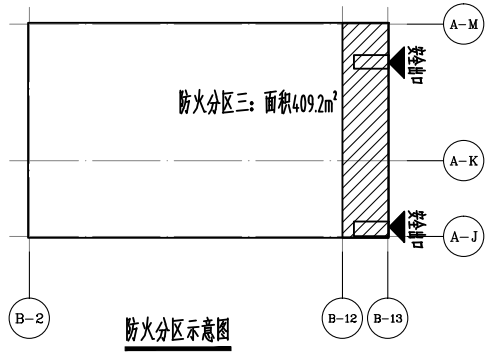 A-M
安全出口
防火分区三：面积409.2m²
A-K
安全出口
A-J
B-2
B-12
B-13
防火分区示意图